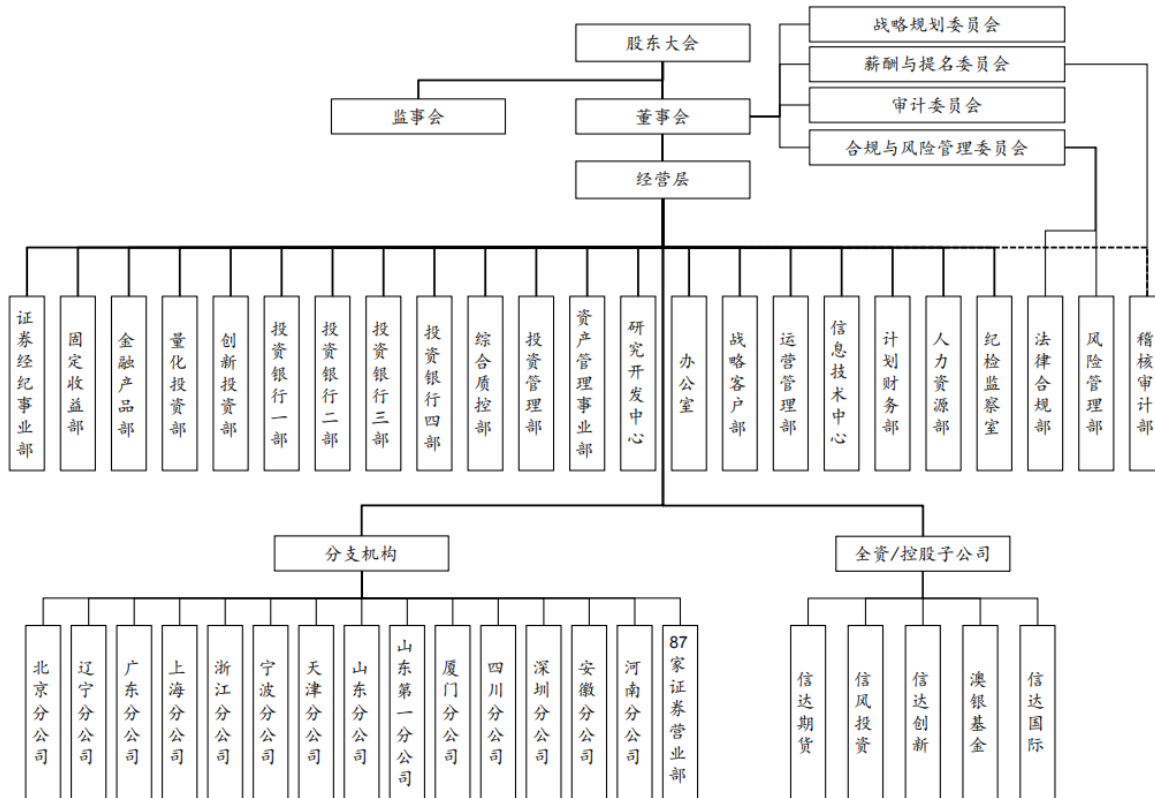 战略规划委员会
股东大会
薪酬与提名委员会
监事会
董事会
审计委员会
合规与风险管理委员会
经营层
证券经纪事业部
固定收益部
金融产品部
量化投资部
创新投资部
投资银行一部
投资银行二部
投资银行三部
投资银行四部
综合质控部
投资管理部
资产管理事业部
研究开发中心
办公室
战略客户部
运营管理部
信息技术中心
计划财务部
人力资源部
纪检监察室
法律合规部
风险管理部
稽核审计部
分支机构
全资/控股子公司
北京分公司
辽宁分公司
广东分公司
上海分公司
浙江分公司
宁波分公司
天津分公司
山东分公司
山东第一分公司
厦门分公司
四川分公司
深圳分公司
安徽分公司
河南分公司
87家证券营业部
信达期货
信风投资
信达创新
澳银基金
信达国际